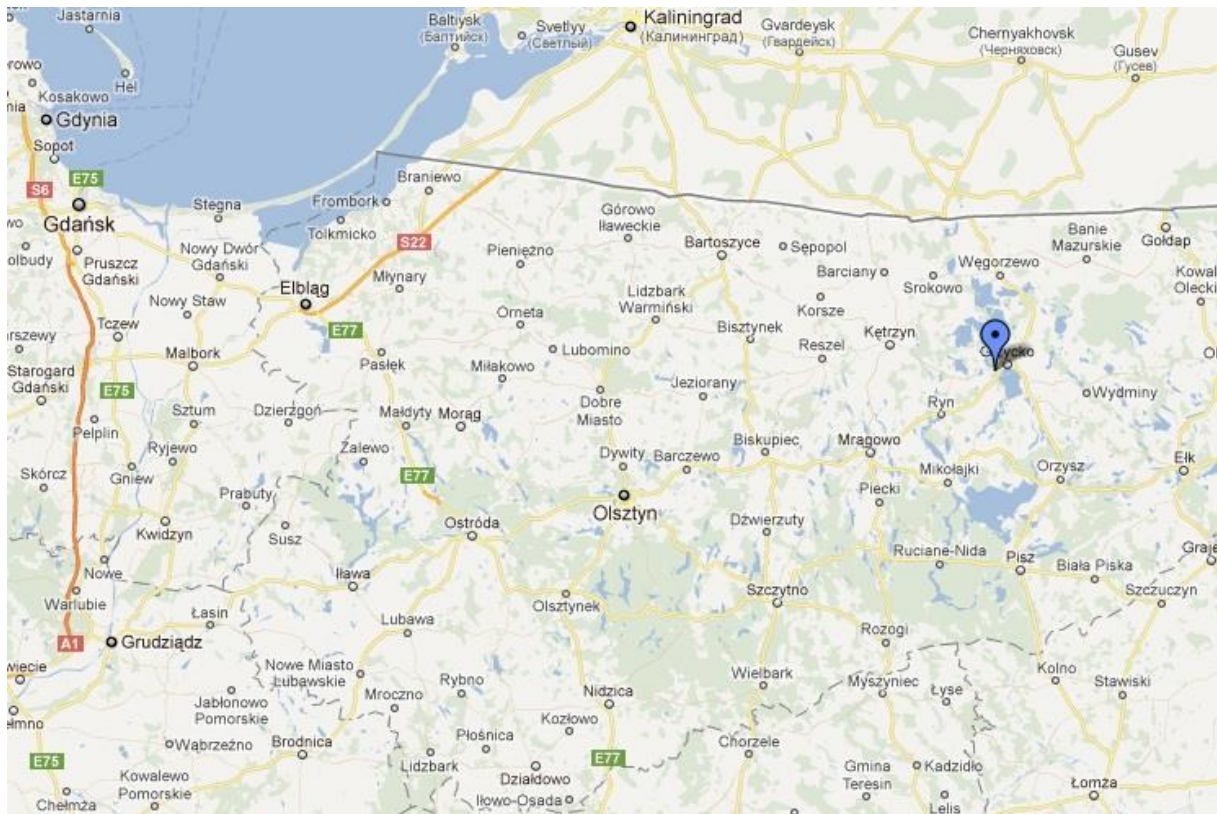 Jastarnia
Baltiysk
(Балтийск)
Svetlyy
(Светлый)
Kaliningrad
(Калининград)
Gvardeysk
(Гвардейск)
Chernyakhovsk
(Черняховск)
Gusev
(Гусев)
Hel
Kosakowo
Gdynia
Sopot
E75
S6
Gdańsk
Stegna
Frombork
Braniewo
Tolkmicko
S22
Górowo
Iławeckie
Bartoszyce
Sępopol
Banie
Mazurskie
Gołdap
Pruszcz
Gdański
Nowy Dwór
Gdański
Pieniężno
Barciany
Węgorzewo
Srokowo
Elbląg
Młynary
Lidzbark
Warmiński
Korsze
Nowy Staw
Orneta
Bisztynek
Kętrzyn
Tczew
E77
Malbork
Pasłęk
Lubomino
Reszel
Starogard
Gdański
E75
Miłakowo
Jeziorany
Wydminy
Sztum
Dzierzgoń
Małdyty
Morąg
Dobre
Miasto
Ryn
Pelplin
Ryjewo
Zalewo
Dywity
Barczewo
Biskupiec
Mrągowo
Skórcz
Gniew
E77
Mikołajki
Orzysz
Ełk
Prabuty
Olsztyn
Piecki
Kwidzyn
Susz
Ostróda
Dźwierzuty
Nowe
Iława
Ruciane-Nida
Pisz
Biała Piska
Warlubie
Olsztynek
Szczytno
Szczuczyn
A1
Łasin
Grudziądz
Lubawa
Rozogi
Nowe Miasto
Lubawskie
Rybno
Wielbark
Kolno
Jabłonowo
Pomorskie
Mroczno
Nidzica
Myszyniec
Łyse
Stawiski
Kozłowo
Wąbrzeźno
Brodnica
Płośnica
E77
Chorzele
E75
Lidzbark
Działdowo
Gmina
Teresin
Kadzidło
Kowalewo
Pomorskie
Chełmża
Iłowo-Osada
Łomża
Lelis